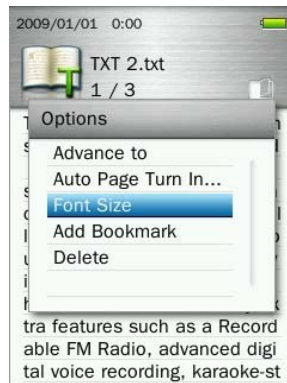 2009/01/01 0:00
TXT 2.txt
1 / 3
Options
Advance to
Auto Page Turn In...
Font Size
Add Bookmark
Delete
tra features such as a Record
able FM Radio, advanced digi
tal voice recording, karaoke-st